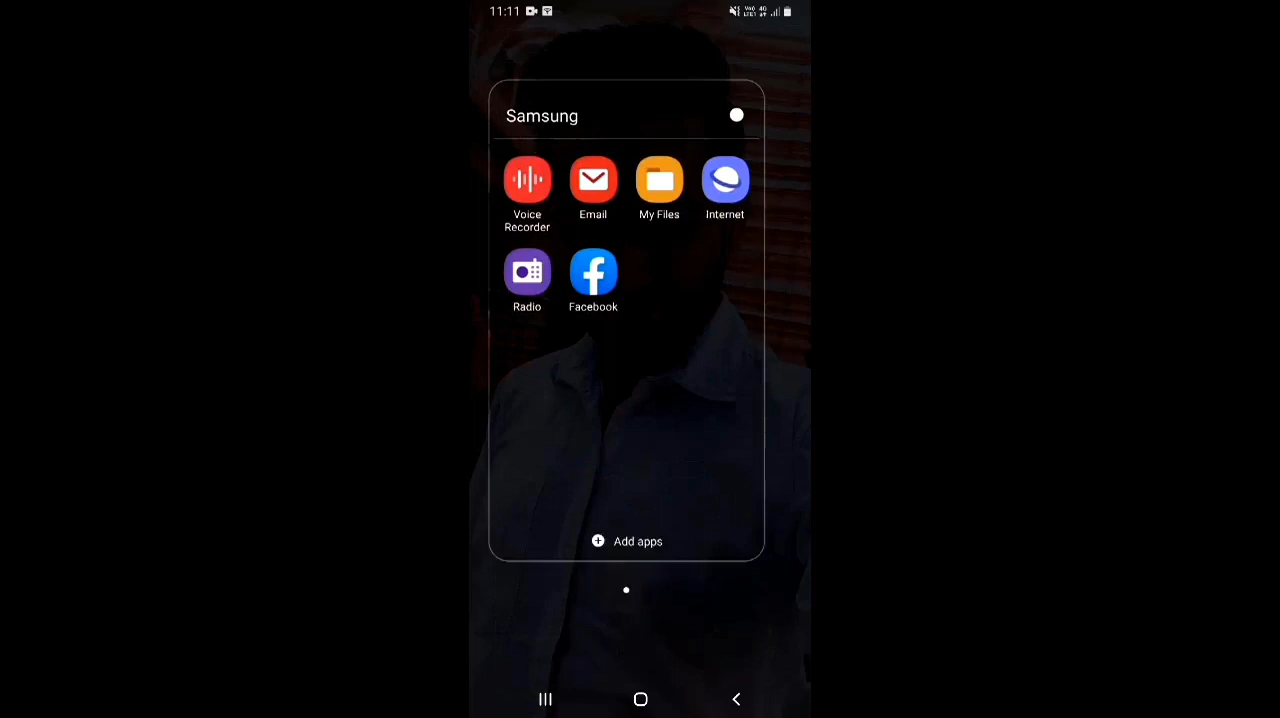 11:11
Samsung
Voice Recorder
Email
My Files
Internet
Radio
Facebook
Add apps